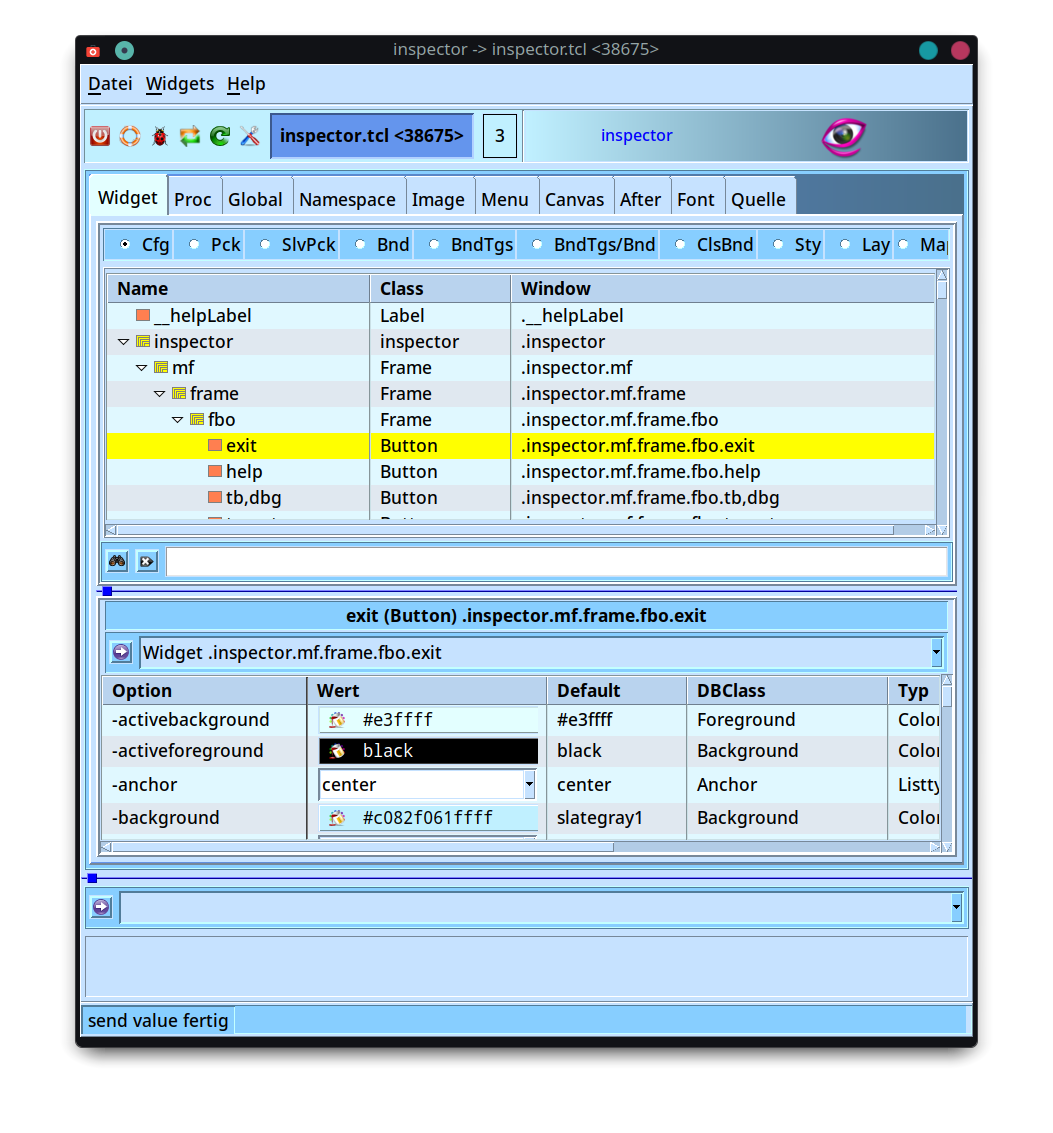 inspector -> inspector.tcl <38675>
Datei Widgets Help
inspector.tcl <38675> 3 inspector
Widget Proc Global Namespace Image Menu Canvas After Font Quelle
Cfg Pck SlvPck Bnd BndTgs BndTgs/Bnd ClsBnd Sty Lay
Name Class Window
__helpLabel Label .__helpLabel
inspector inspector .inspector
mf Frame .inspector.mf
frame Frame .inspector.mf.frame
fbo Frame .inspector.mf.frame.fbo
exit Button .inspector.mf.frame.fbo.exit
help Button .inspector.mf.frame.fbo.help
tb,dbg Button .inspector.mf.frame.fbo.tb,dbg
exit (Button) .inspector.mf.frame.fbo.exit
Widget .inspector.mf.frame.fbo.exit
Option Wert Default DBClass Typ
-activebackground #e3ffff #e3ffff Foreground Color
-activeforeground black black Background Color
-anchor center center Anchor Listty
-background #c082f061ffff slategray1 Background Color
send value fertig